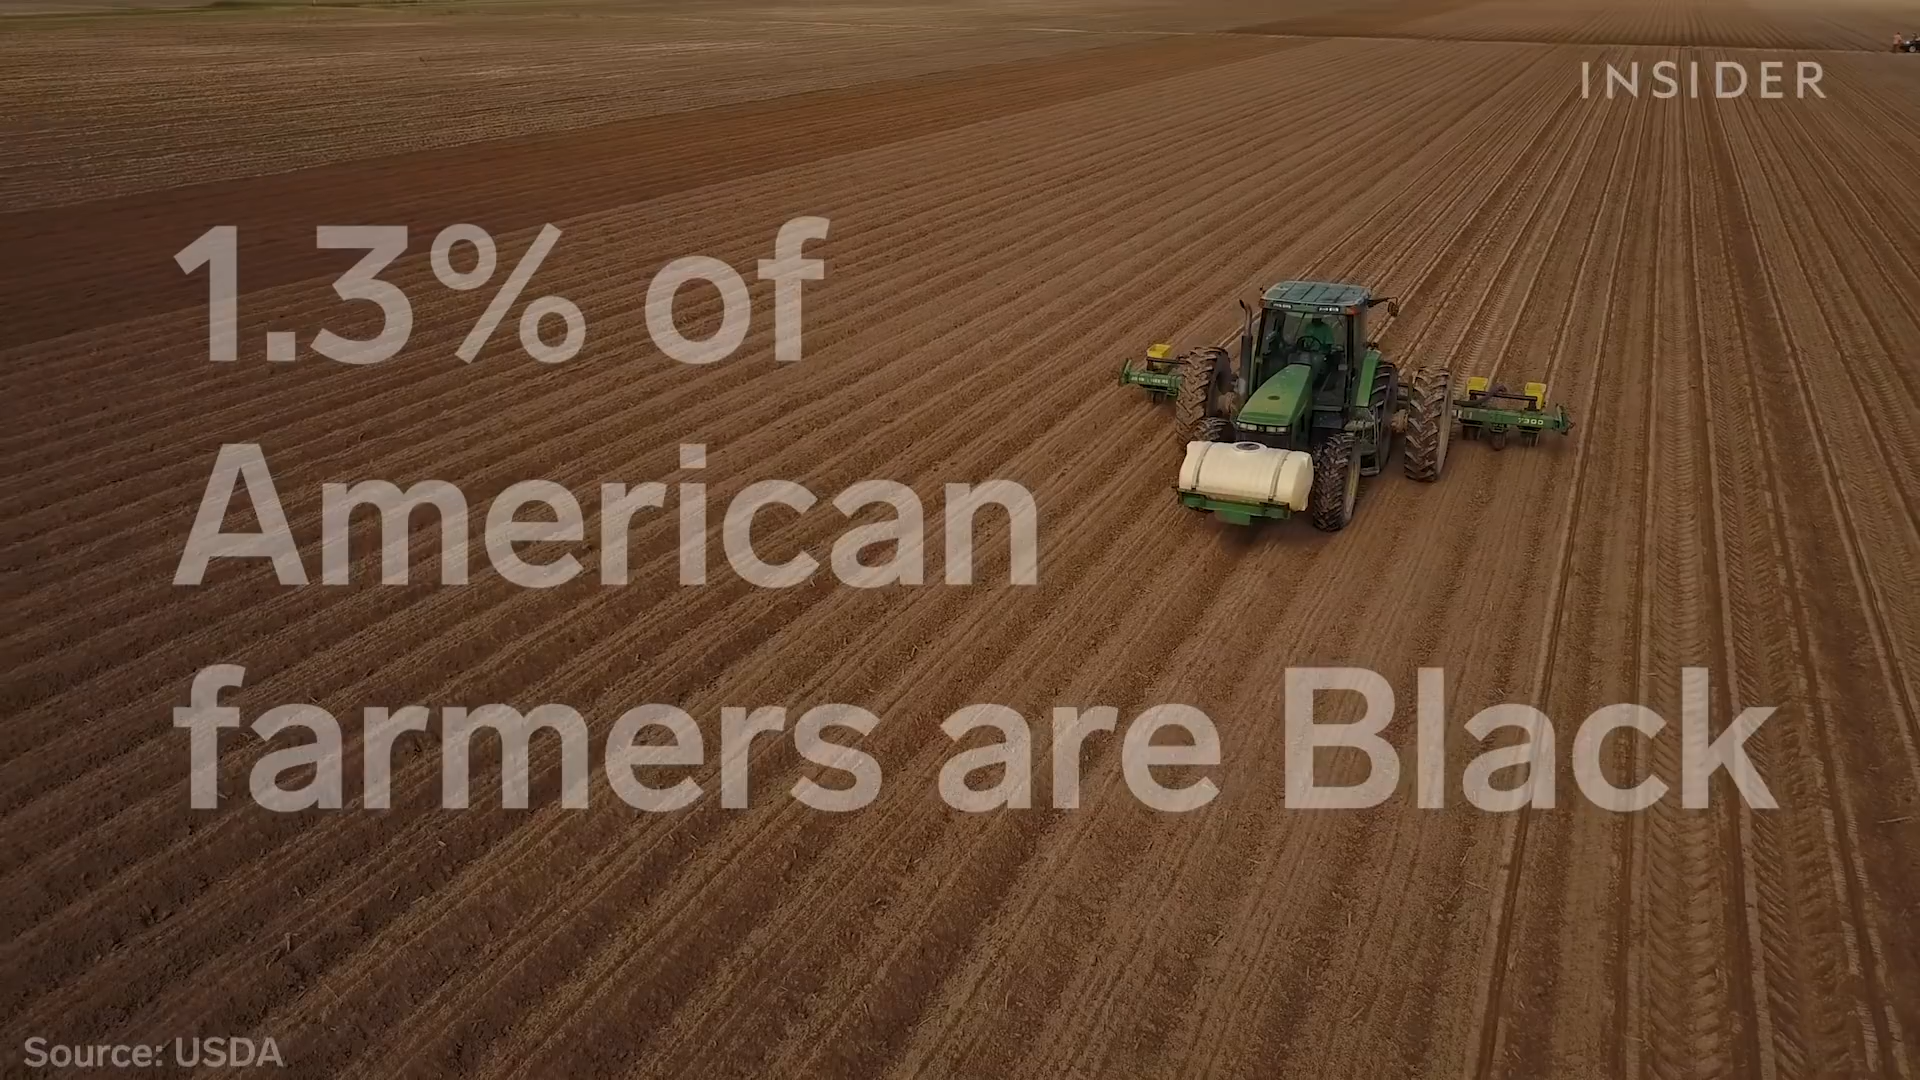 INSIDER
1.3% of
American
farmers are Black
Source: USDA